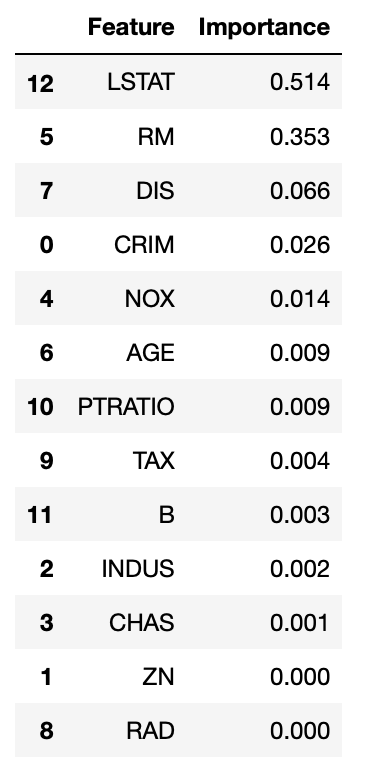 Feature Importance
12 LSTAT 0.514
5 RM 0.353
7 DIS 0.066
0 CRIM 0.026
4 NOX 0.014
6 AGE 0.009
10 PTRATIO 0.009
9 TAX 0.004
11 B 0.003
2 INDUS 0.002
3 CHAS 0.001
1 ZN 0.000
8 RAD 0.000